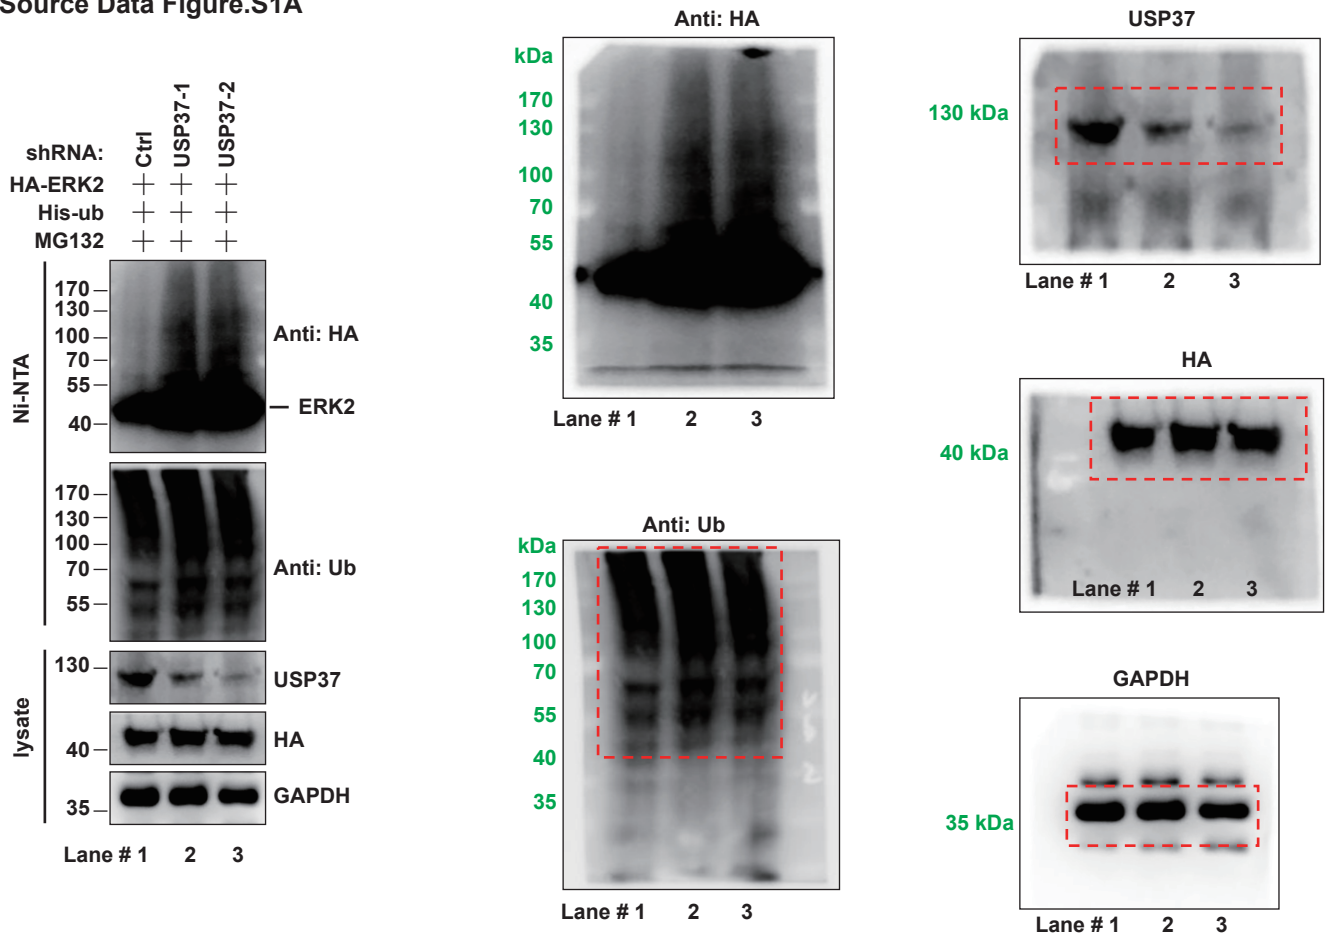 Source Data Figure.S1A
shRNA: Ctrl USP37-1 USP37-2
HA-ERK2 + + +
His-ub + + +
MG132 + + +
Ni-NTA
170
130
100
70
55
40
Anti: HA
ERK2
170
130
100
70
55
Anti: Ub
lysate
130
USP37
40
HA
35
GAPDH
Lane # 1 2 3
Anti: HA
kDa
170
130
100
70
55
40
35
Lane # 1 2 3
Anti: Ub
kDa
170
130
100
70
55
40
35
Lane # 1 2 3
USP37
130 kDa
Lane # 1 2 3
HA
40 kDa
Lane # 1 2 3
GAPDH
35 kDa
Lane # 1 2 3